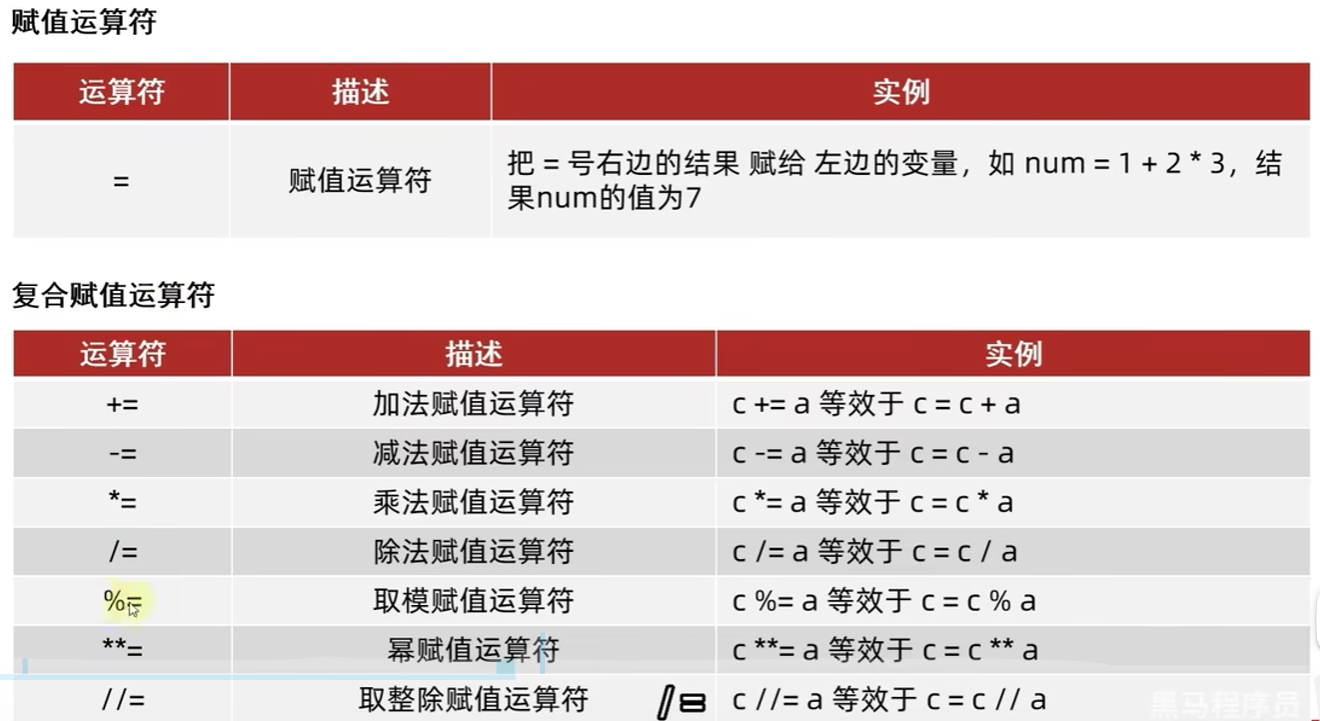 赋值运算符
运算符 描述 实例
= 赋值运算符 把 = 号右边的结果 赋给 左边的变量，如 num = 1 + 2 * 3，结
果num的值为7
复合赋值运算符
运算符 描述 实例
+= 加法赋值运算符 c += a 等效于 c = c + a
-= 减法赋值运算符 c -= a 等效于 c = c - a
*= 乘法赋值运算符 c *= a 等效于 c = c * a
/= 除法赋值运算符 c /= a 等效于 c = c / a
%= 取模赋值运算符 c %= a 等效于 c = c % a
**= 幂赋值运算符 c **= a 等效于 c = c ** a
//= 取整除赋值运算符 c //= a 等效于 c = c // a
黑马程序员